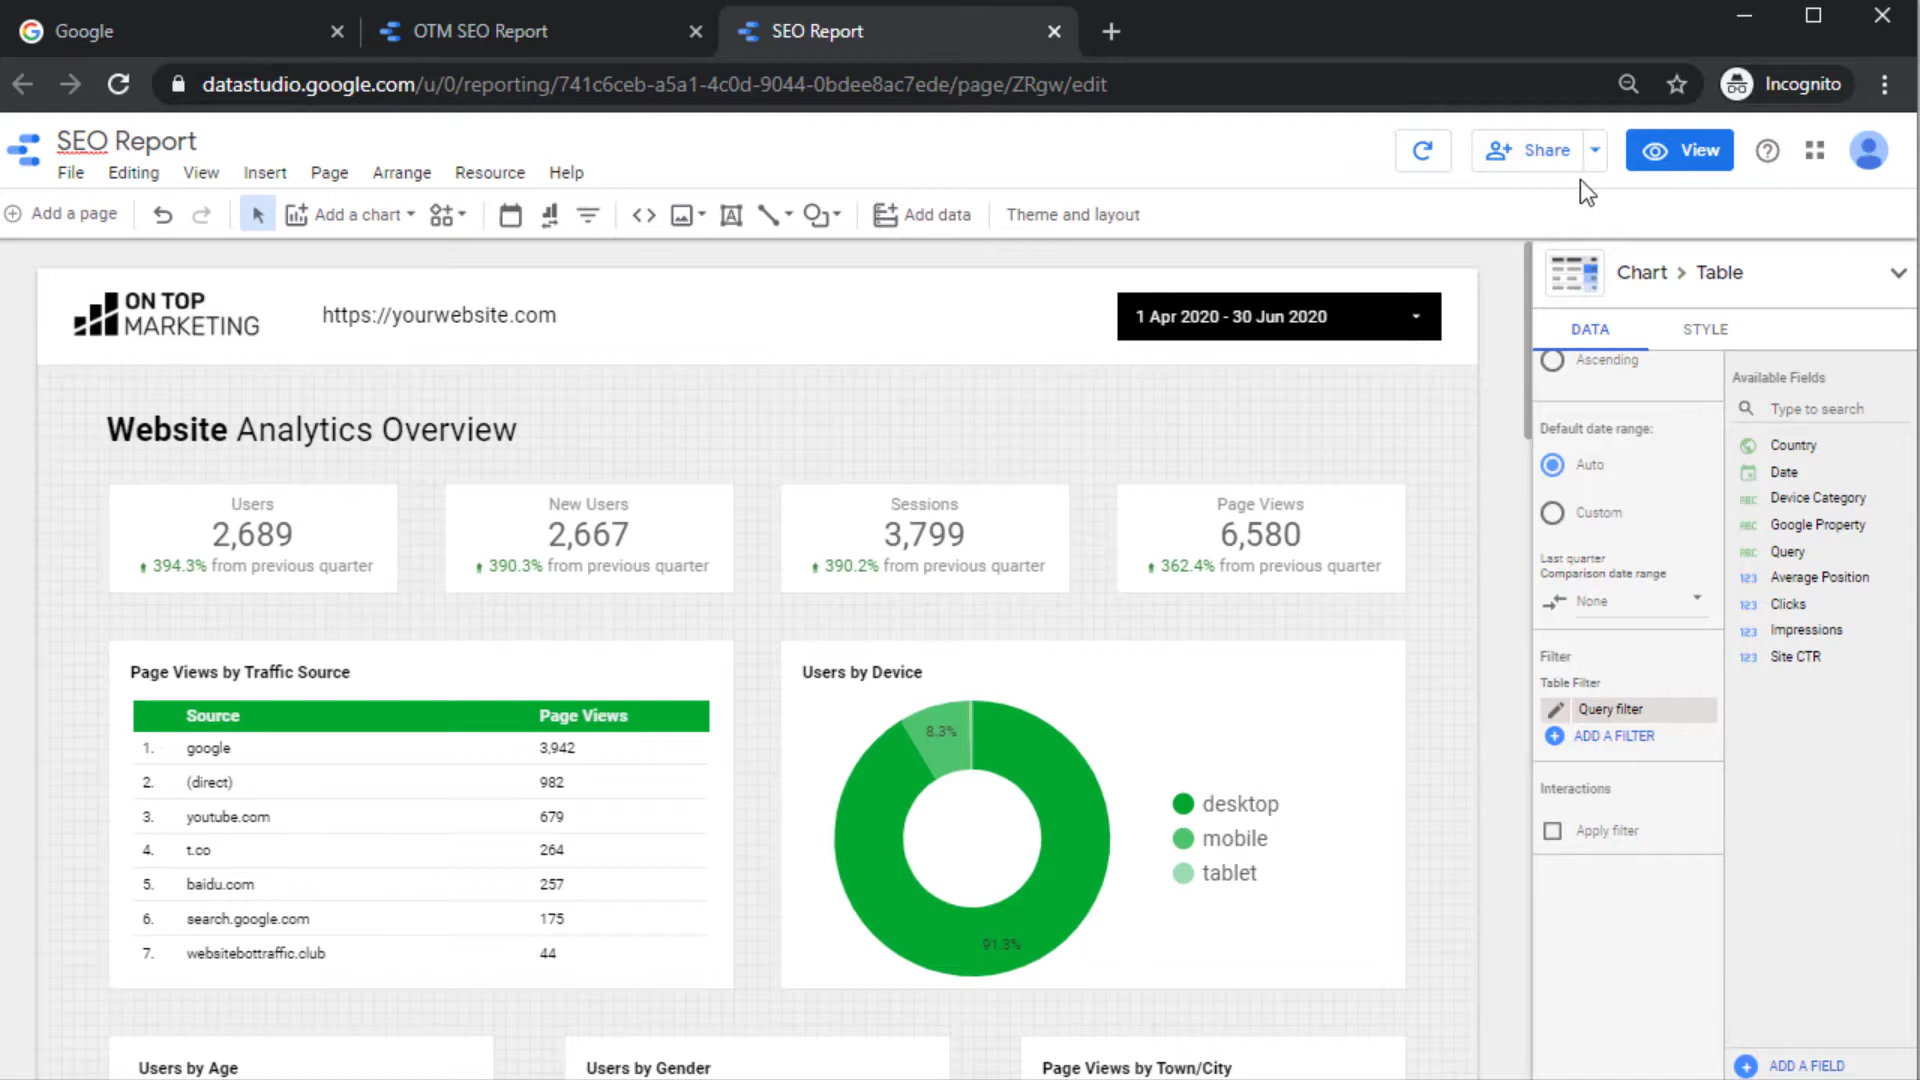 Google
OTM SEO Report
SEO Report
datastudio.google.com/u/0/reporting/741c6ceb-a5a1-4c0d-9044-0bdee8ac7ede/page/ZRgw/edit
Incognito
SEO Report
Share
View
File Editing View Insert Page Arrange Resource Help
Add a page
Add a chart
Add data
Theme and layout
ON TOP
MARKETING
https://yourwebsite.com
1 Apr 2020 - 30 Jun 2020
Website Analytics Overview
Users
2,689
394.3% from previous quarter
New Users
2,667
390.3% from previous quarter
Sessions
3,799
390.2% from previous quarter
Page Views
6,580
362.4% from previous quarter
Page Views by Traffic Source
Source Page Views
1. google 3,942
2. (direct) 982
3. youtube.com 679
4. t.co 264
5. baidu.com 257
6. search.google.com 175
7. websitebottraffic.club 44
Users by Device
8.3%
91.3%
desktop
mobile
tablet
Users by Age
Users by Gender
Page Views by Town/City
Chart > Table
DATA STYLE
Ascending
Default date range:
Auto
Custom
Last quarter
Comparison date range
None
Filter
Table Filter
Query filter
ADD A FILTER
Interactions
Apply filter
Available Fields
Type to search
Country
Date
ABC Device Category
ABC Google Property
ABC Query
123 Average Position
123 Clicks
123 Impressions
123 Site CTR
ADD A FIELD